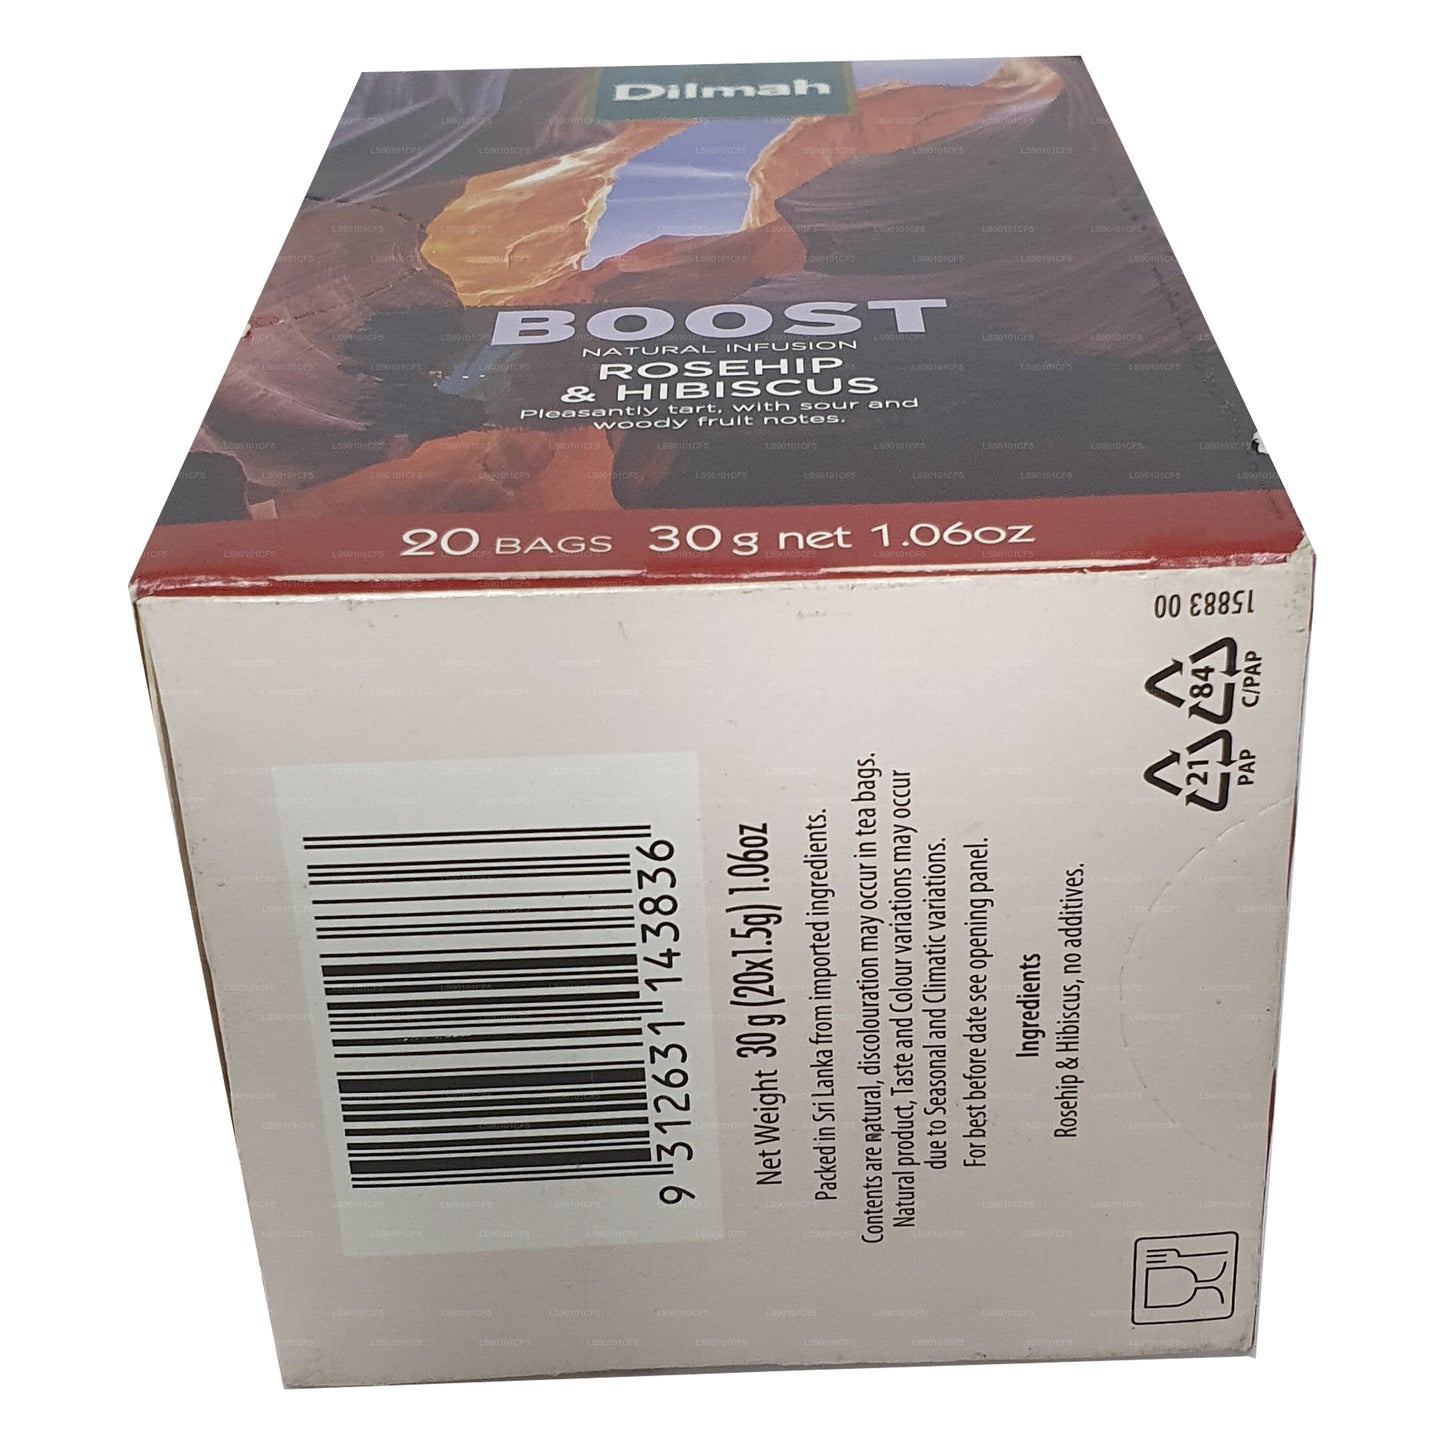 Dilmah
BOOST
NATURAL INFUSION
ROSEHIP
& HIBISCUS
Pleasantly tart, with sour and
woody fruit notes.
20 BAGS 30 g net 1.06oz
15883 00
84
C/PAP
21
PAP
9 312631 143836
Net Weight 30 g (20x1.5g) 1.06oz
Packed in Sri Lanka from imported ingredients.
Contents are natural, discolouration may occur in tea bags.
Natural product, Taste and Colour variations may occur
due to Seasonal and Climatic variations.
For best before date see opening panel.
Ingredients
Rosehip & Hibiscus, no additives.
LS90101CF5